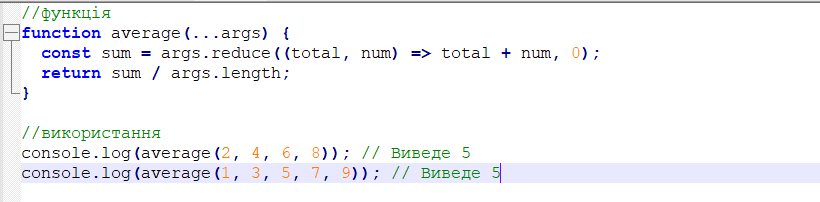 //функція
function average(...args) {
  const sum = args.reduce((total, num) => total + num, 0);
  return sum / args.length;
}
//використання
console.log(average(2, 4, 6, 8)); // Виведе 5
console.log(average(1, 3, 5, 7, 9)); // Виведе 5